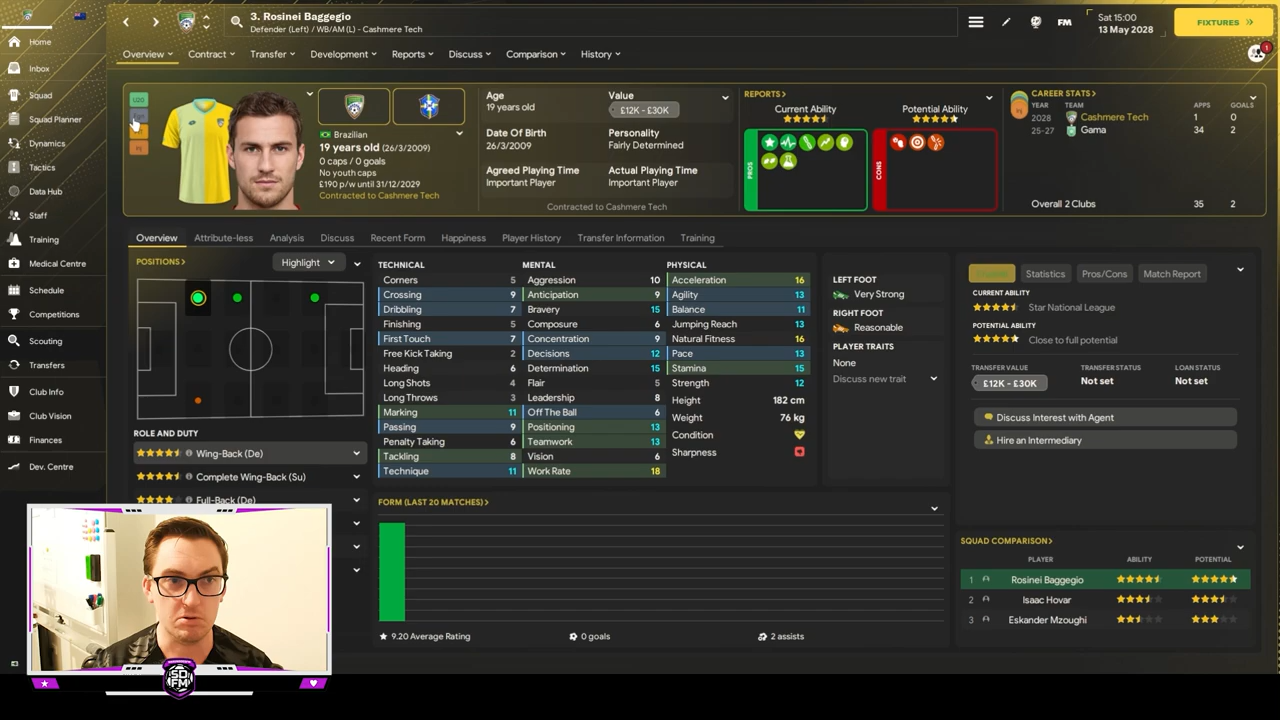 3. Rosinei Baggegio
Defender (Left) / WB/AM (L) - Cashmere Tech
FM
Sat 15:00
13 May 2028
FIXTURES
1
Home
Inbox
Squad
Squad Planner
Dynamics
Tactics
Data Hub
Staff
Training
Medical Centre
Schedule
Competitions
Scouting
Transfers
Club Info
Club Vision
Finances
Dev. Centre
Overview
Contract
Transfer
Development
Reports
Discuss
Comparison
History
U20
Brazilian
19 years old (26/3/2009)
0 caps / 0 goals
No youth caps
£190 p/w until 31/12/2029
Contracted to Cashmere Tech
Age
19 years old
Value
£12K - £30K
Date Of Birth
26/3/2009
Personality
Fairly Determined
Agreed Playing Time
Important Player
Actual Playing Time
Important Player
Contracted to Cashmere Tech
REPORTS
Current Ability
Potential Ability
PROS
CONS
CAREER STATS
YEAR TEAM APPS GOALS
2028 Cashmere Tech 1 0
25-27 Gama 34 2
Overall 2 Clubs 35 2
Overview
Attribute-less
Analysis
Discuss
Recent Form
Happiness
Player History
Transfer Information
Training
POSITIONS
Highlight
ROLE AND DUTY
Wing-Back (De)
Complete Wing-Back (Su)
Full-Back (De)
TECHNICAL
Corners 5
Crossing 9
Dribbling 7
Finishing 5
First Touch 7
Free Kick Taking 2
Heading 6
Long Shots 4
Long Throws 3
Marking 11
Passing 9
Penalty Taking 6
Tackling 8
Technique 11
MENTAL
Aggression 10
Anticipation 9
Bravery 15
Composure 6
Concentration 9
Decisions 12
Determination 15
Flair 5
Leadership 8
Off The Ball 6
Positioning 13
Teamwork 13
Vision 6
Work Rate 18
PHYSICAL
Acceleration 16
Agility 13
Balance 11
Jumping Reach 13
Natural Fitness 16
Pace 13
Stamina 15
Strength 12
Height 182 cm
Weight 76 kg
Condition
Sharpness
LEFT FOOT
Very Strong
RIGHT FOOT
Reasonable
PLAYER TRAITS
None
Discuss new trait
Statistics
Pros/Cons
Match Report
CURRENT ABILITY
Star National League
POTENTIAL ABILITY
Close to full potential
TRANSFER VALUE
£12K - £30K
TRANSFER STATUS
Not set
LOAN STATUS
Not set
Discuss Interest with Agent
Hire an Intermediary
FORM (LAST 20 MATCHES)
9.20 Average Rating
0 goals
2 assists
SQUAD COMPARISON
PLAYER ABILITY POTENTIAL
1 Rosinei Baggegio
2 Isaac Hovar
3 Eskander Mzoughi
SD
FM